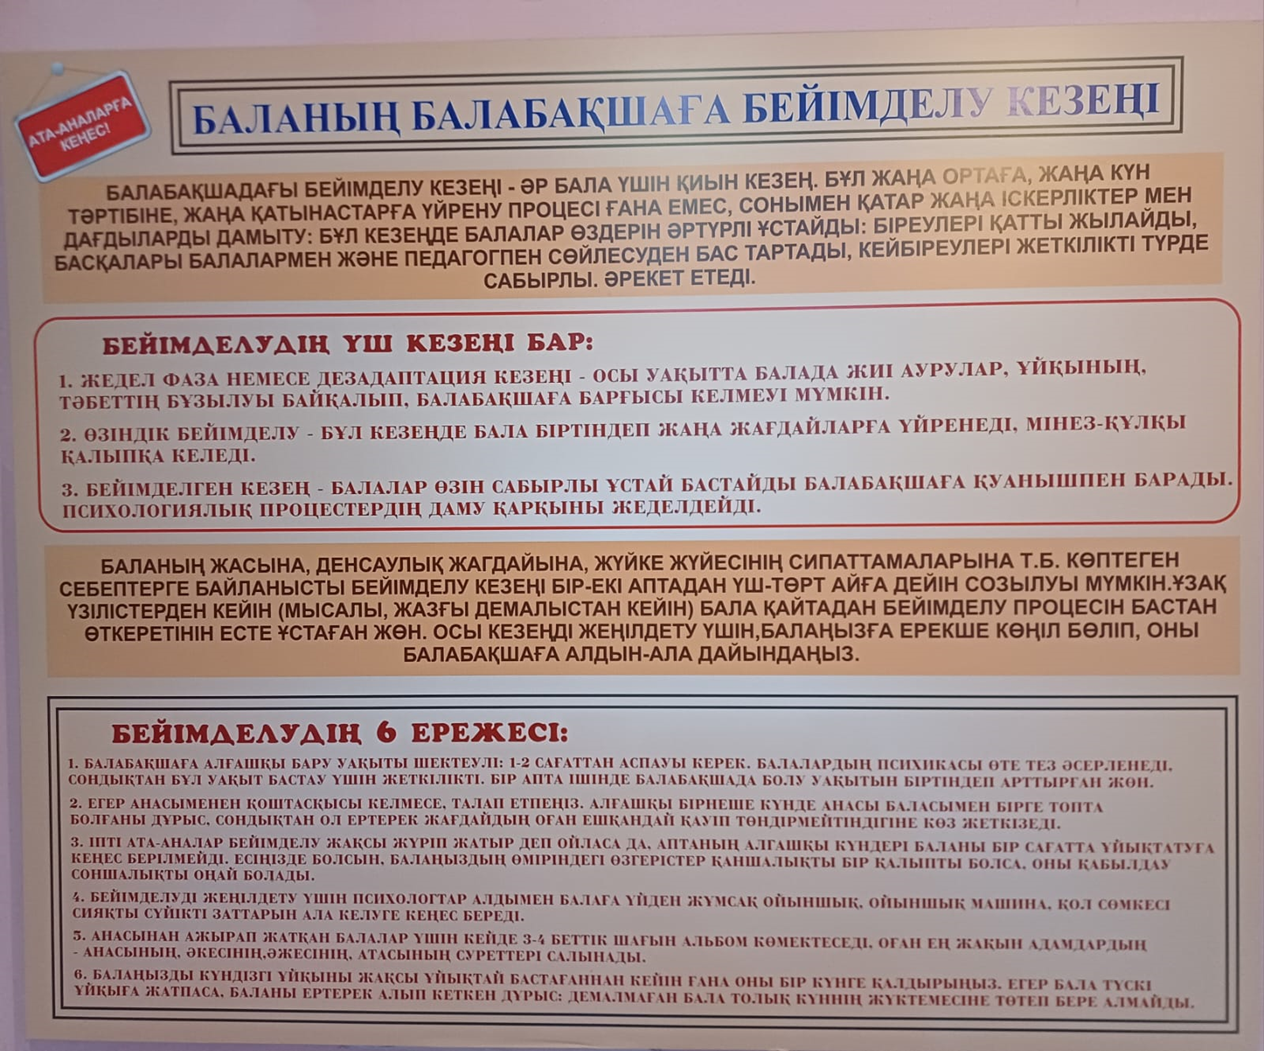 АТА-АНАЛАРҒА
КЕҢЕС!
БАЛАНЫҢ БАЛАБАҚШАҒА БЕЙІМДЕЛУ КЕЗЕҢІ
БАЛАБАҚШАДАҒЫ БЕЙІМДЕЛУ КЕЗЕҢІ - ӘР БАЛА ҮШІН ҚИЫН КЕЗЕҢ. БҰЛ ЖАҢА ОРТАҒА, ЖАҢА КҮН
ТӘРТІБІНЕ, ЖАҢА ҚАТЫНАСТАРҒА ҮЙРЕНУ ПРОЦЕСІ ҒАНА ЕМЕС, СОНЫМЕН ҚАТАР ЖАҢА ІСКЕРЛІКТЕР МЕН
ДАҒДЫЛАРДЫ ДАМЫТУ: БҰЛ КЕЗЕҢДЕ БАЛАЛАР ӨЗДЕРІН ӘРТҮРЛІ ҰСТАЙДЫ: БІРЕУЛЕРІ ҚАТТЫ ЖЫЛАЙДЫ,
БАСҚАЛАРЫ БАЛАЛАРМЕН ЖӘНЕ ПЕДАГОГПЕН СӨЙЛЕСУДЕН БАС ТАРТАДЫ, КЕЙБІРЕУЛЕРІ ЖЕТКІЛІКТІ ТҮРДЕ
САБЫРЛЫ. ӘРЕКЕТ ЕТЕДІ.
БЕЙІМДЕЛУДІҢ ҮШ КЕЗЕҢІ БАР:
1. ЖЕДЕЛ ФАЗА НЕМЕСЕ ДЕЗАДАПТАЦИЯ КЕЗЕҢІ - ОСЫ УАҚЫТТА БАЛАДА ЖИІ АУРУЛАР, ҰЙҚЫНЫҢ,
ТӘБЕТТІҢ БҰЗЫЛУЫ БАЙҚАЛЫП, БАЛАБАҚШАҒА БАРҒЫСЫ КЕЛМЕУІ МҮМКІН.
2. ӨЗІНДІК БЕЙІМДЕЛУ - БҰЛ КЕЗЕҢДЕ БАЛА БІРТІНДЕП ЖАҢА ЖАҒДАЙЛАРҒА ҮЙРЕНЕДІ, МІНЕЗ-ҚҰЛҚЫ
ҚАЛЫПҚА КЕЛЕДІ.
3. БЕЙІМДЕЛГЕН КЕЗЕҢ - БАЛАЛАР ӨЗІН САБЫРЛЫ ҰСТАЙ БАСТАЙДЫ БАЛАБАҚШАҒА ҚУАНЫШПЕН БАРАДЫ.
ПСИХОЛОГИЯЛЫҚ ПРОЦЕСТЕРДІҢ ДАМУ ҚАРҚЫНЫ ЖЕДЕЛДЕЙДІ.
БАЛАНЫҢ ЖАСЫНА, ДЕНСАУЛЫҚ ЖАГДАЙЫНА, ЖҮЙКЕ ЖҮЙЕСІНІҢ СИПАТТАМАЛАРЫНА Т.Б. КӨПТЕГЕН
СЕБЕПТЕРГЕ БАЙЛАНЫСТЫ БЕЙІМДЕЛУ КЕЗЕҢІ БІР-ЕКІ АПТАДАН ҮШ-ТӨРТ АЙҒА ДЕЙІН СОЗЫЛУЫ МҮМКІН.ҰЗАҚ
ҮЗІЛІСТЕРДЕН КЕЙІН (МЫСАЛЫ, ЖАЗҒЫ ДЕМАЛЫСТАН КЕЙІН) БАЛА ҚАЙТАДАН БЕЙІМДЕЛУ ПРОЦЕСІН БАСТАН
ӨТКЕРЕТІНІН ЕСТЕ ҰСТАҒАН ЖӨН. ОСЫ КЕЗЕҢДІ ЖЕҢІЛДЕТУ ҮШІН,БАЛАҢЫЗҒА ЕРЕКШЕ КӨҢІЛ БӨЛІП, ОНЫ
БАЛАБАҚШАҒА АЛДЫН-АЛА ДАЙЫНДАҢЫЗ.
БЕЙІМДЕЛУДІҢ 6 ЕРЕЖЕСІ:
1. БАЛАБАҚШАҒА АЛҒАШҚЫ БАРУ УАҚЫТЫ ШЕКТЕУЛІ: 1-2 САҒАТТАН АСПАУЫ КЕРЕК. БАЛАЛАРДЫҢ ПСИХИКАСЫ ӨТЕ ТЕЗ ӘСЕРЛЕНЕДІ,
СОНДЫҚТАН БҰЛ УАҚЫТ БАСТАУ ҮШІН ЖЕТКІЛІКТІ. БІР АПТА ІШІНДЕ БАЛАБАҚШАДА БОЛУ УАҚЫТЫН БІРТІНДЕП АРТТЫРҒАН ЖӨН.
2. ЕГЕР АНАСЫМЕНЕН ҚОШТАСҚЫСЫ КЕЛМЕСЕ, ТАЛАП ЕТПЕҢІЗ. АЛҒАШҚЫ БІРНЕШЕ КҮНДЕ АНАСЫ БАЛАСЫМЕН БІРГЕ ТОПТА
БОЛҒАНЫ ДҰРЫС, СОНДЫҚТАН ОЛ ЕРТЕРЕК ЖАҒДАЙДЫҢ ОҒАН ЕШҚАНДАЙ ҚАУІП ТӨНДІРМЕЙТІНДІГІНЕ КӨЗ ЖЕТКІЗЕДІ.
3. ІПТІ АТА-АНАЛАР БЕЙІМДЕЛУ ЖАҚСЫ ЖҮРІП ЖАТЫР ДЕП ОЙЛАСА ДА, АПТАНЫҢ АЛҒАШҚЫ КҮНДЕРІ БАЛАНЫ БІР САҒАТТА ҰЙЫҚТАТУҒА
КЕҢЕС БЕРІЛМЕЙДІ. ЕСІҢІЗДЕ БОЛСЫН, БАЛАҢЫЗДЫҢ ӨМІРІНДЕГІ ӨЗГЕРІСТЕР ҚАНШАЛЫҚТЫ БІР ҚАЛЫПТЫ БОЛСА, ОНЫ ҚАБЫЛДАУ
СОНШАЛЫҚТЫ ОҢАЙ БОЛАДЫ.
4. БЕЙІМДЕЛУДІ ЖЕҢІЛДЕТУ ҮШІН ПСИХОЛОГТАР АЛДЫМЕН БАЛАҒА ҮЙДЕН ЖҰМСАҚ ОЙЫНШЫҚ, ОЙЫНШЫҚ МАШИНА, ҚОЛ СӨМКЕСІ
СИЯҚТЫ СҮЙІКТІ ЗАТТАРЫН АЛА КЕЛУГЕ КЕҢЕС БЕРЕДІ.
5. АНАСЫНАН АЖЫРАП ЖАТҚАН БАЛАЛАР ҮШІН КЕЙДЕ 3-4 БЕТТІК ШАҒЫН АЛЬБОМ КӨМЕКТЕСЕДІ, ОҒАН ЕҢ ЖАҚЫН АДАМДАРДЫҢ
- АНАСЫНЫҢ, ӘКЕСІНІҢ,ӘЖЕСІНІҢ, АТАСЫНЫҢ СУРЕТТЕРІ САЛЫНАДЫ.
6. БАЛАҢЫЗДЫ КҮНДІЗГІ ҰЙҚЫНЫ ЖАҚСЫ ҰЙЫҚТАЙ БАСТАҒАННАН КЕЙІН ҒАНА ОНЫ БІР КҮНГЕ ҚАЛДЫРЫҢЫЗ. ЕГЕР БАЛА ТҮСКІ
ҰЙҚЫҒА ЖАТПАСА, БАЛАНЫ ЕРТЕРЕК АЛЫП КЕТКЕН ДҰРЫС: ДЕМАЛМАҒАН БАЛА ТОЛЫҚ КҮННІҢ ЖҮКТЕМЕСІНЕ ТӨТЕП БЕРЕ АЛМАЙДЫ.